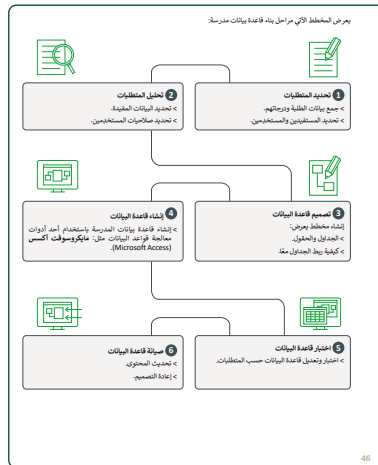 يعرض المخطط الآتي مراحل بناء قاعدة بيانات مدرسة:
1 تحديد المتطلبات
> جمع بيانات الطلبة ودرجاتهم.
> تحديد المستفيدين والمستخدمين.
2 تحليل المتطلبات
> تحديد البيانات المفيدة.
> تحديد صلاحيات المستخدمين.
3 تصميم قاعدة البيانات
إنشاء مخطط يعرض:
> الجداول والحقول.
> كيفية ربط الجداول معًا.
4 إنشاء قاعدة البيانات
> إنشاء قاعدة بيانات المدرسة باستخدام أحد أدوات
معالجة قواعد البيانات مثل: مايكروسوفت أكسس
(Microsoft Access).
5 اختبار قاعدة البيانات
> اختبار وتعديل قاعدة البيانات حسب المتطلبات.
6 صيانة قاعدة البيانات
> تحديث المحتوى.
> إعادة التصميم.
46